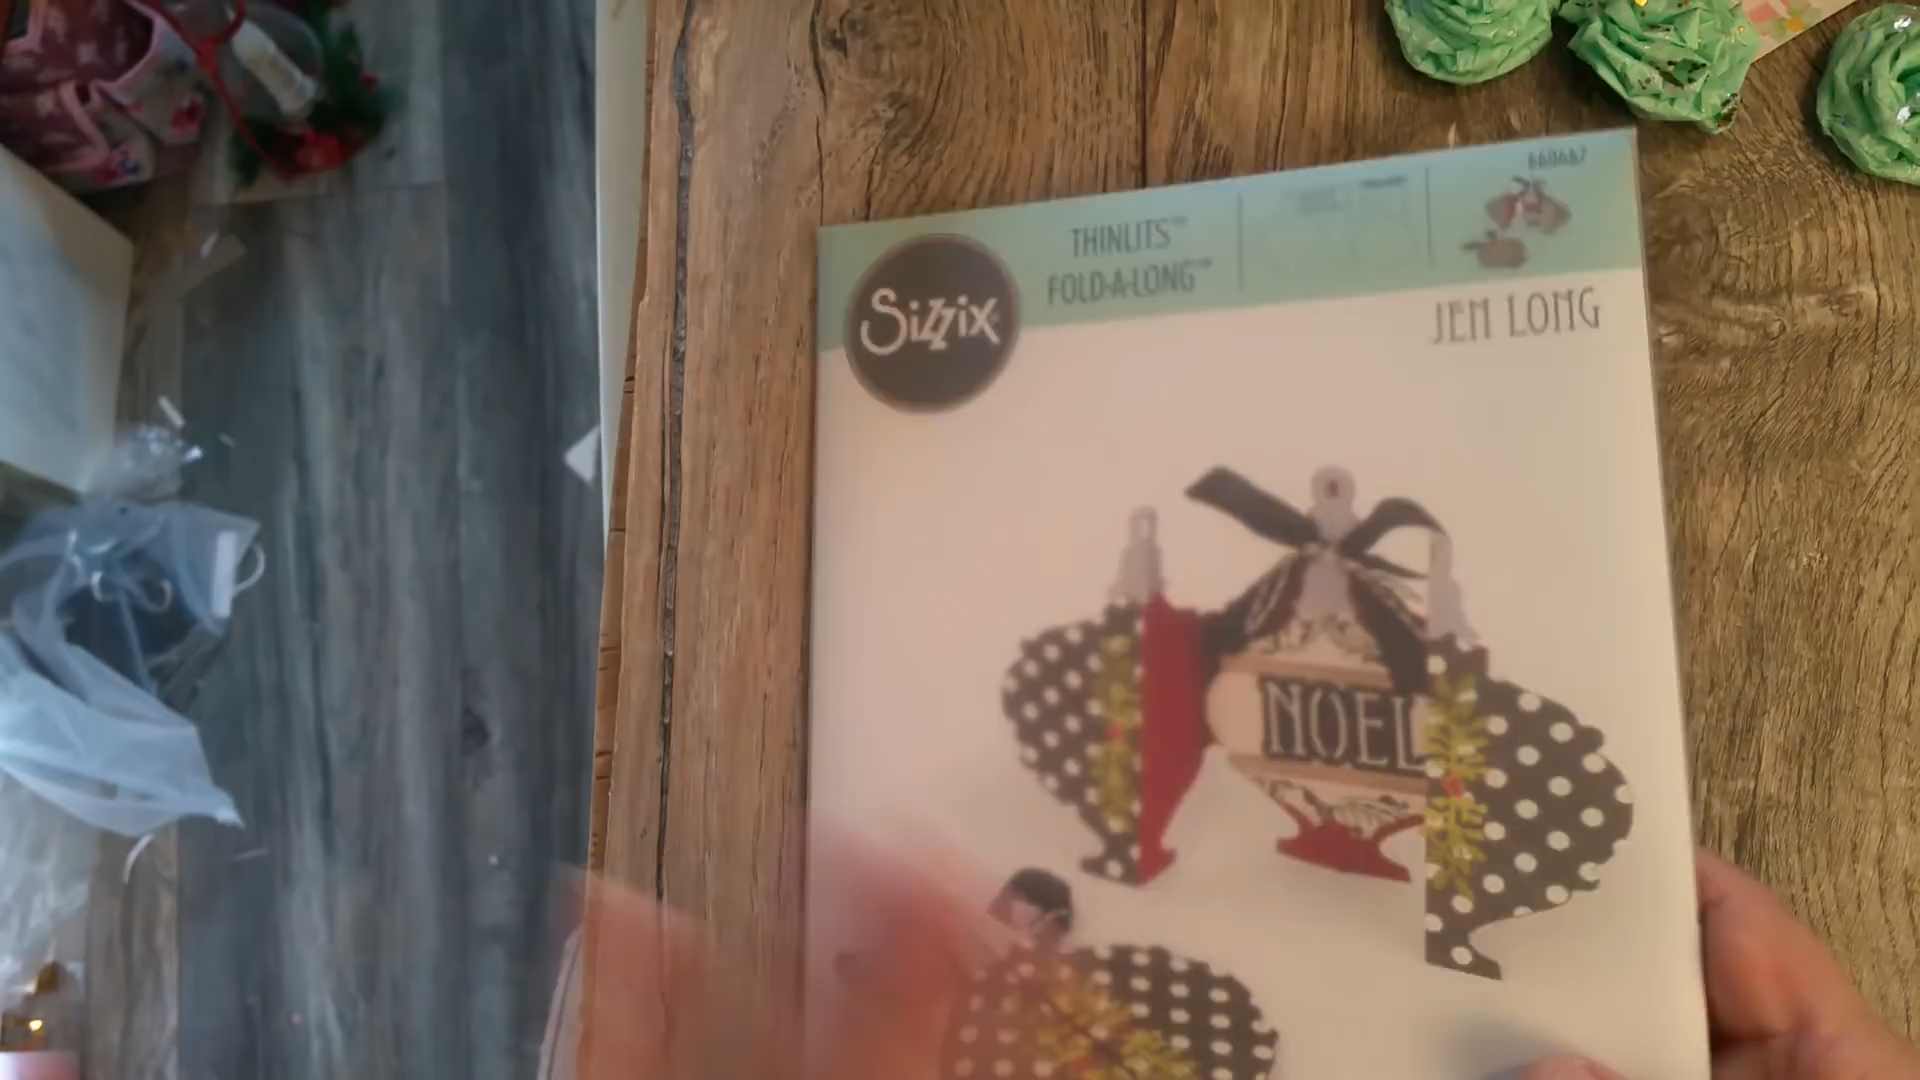 Sizzix
THINLITS™
FOLD-A-LONG™
JEN LONG
NOEL